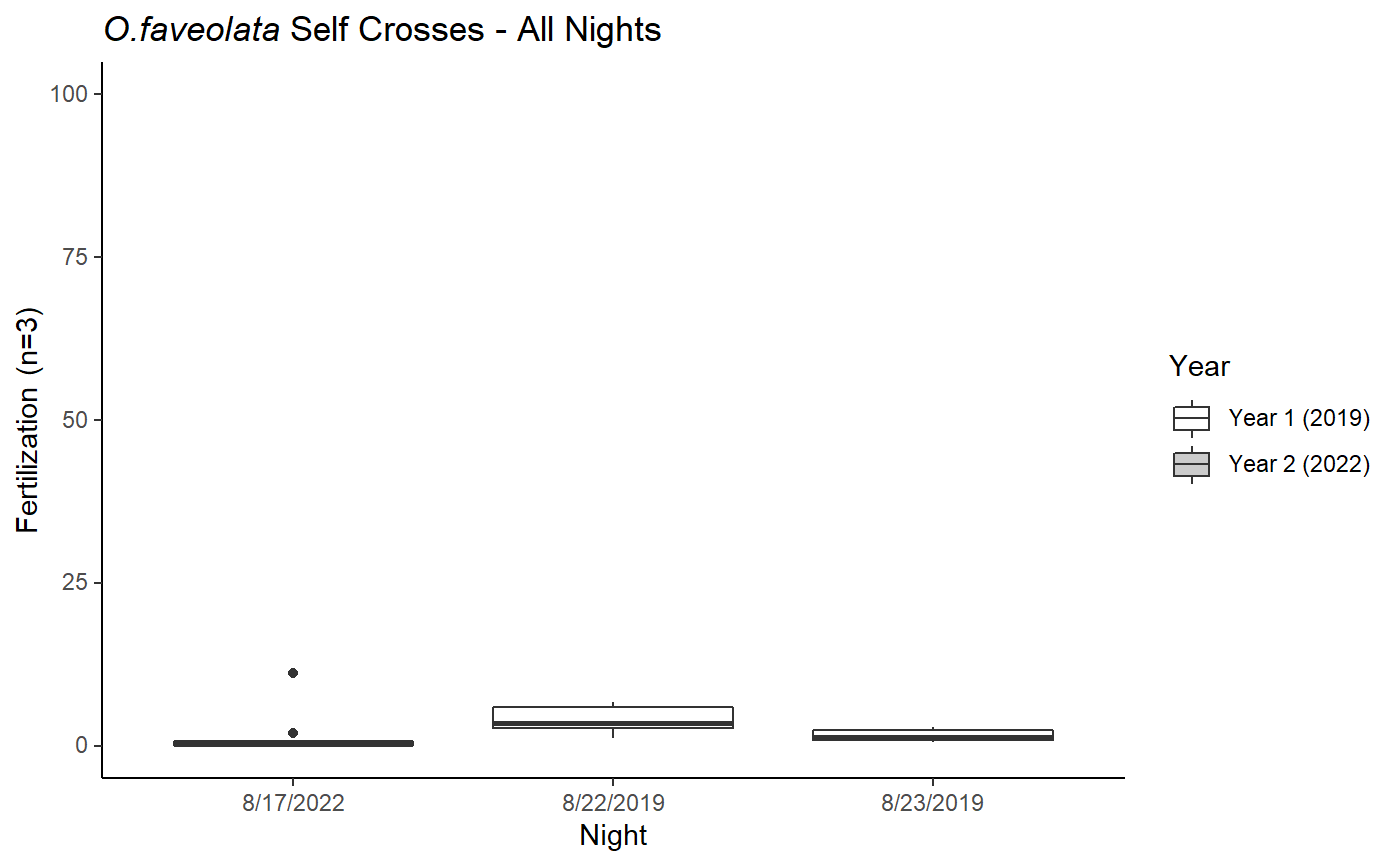 O.faveolata Self Crosses - All Nights
100
75
50
25
0
Fertilization (n=3)
8/17/2022 8/22/2019 8/23/2019
Night
Year
Year 1 (2019)
Year 2 (2022)